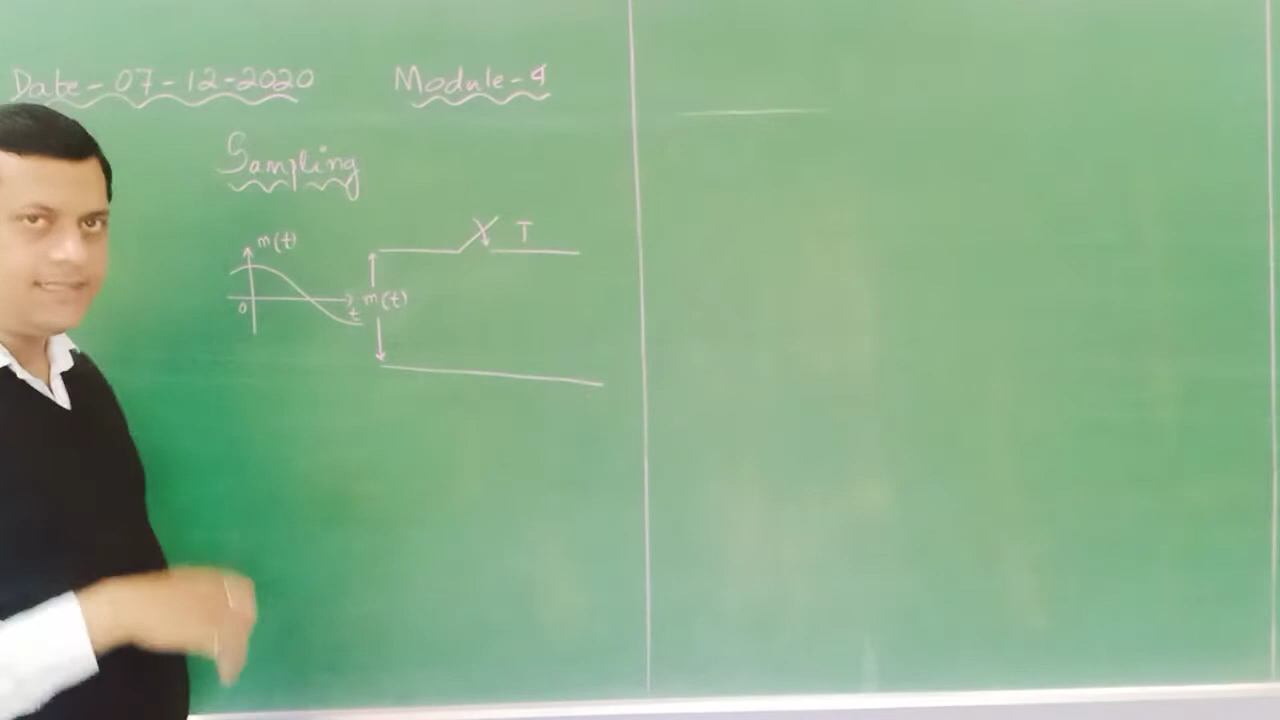 Date - 07-12-2020 Module - 4
Sampling
m(t)
T
0
t
m(t)